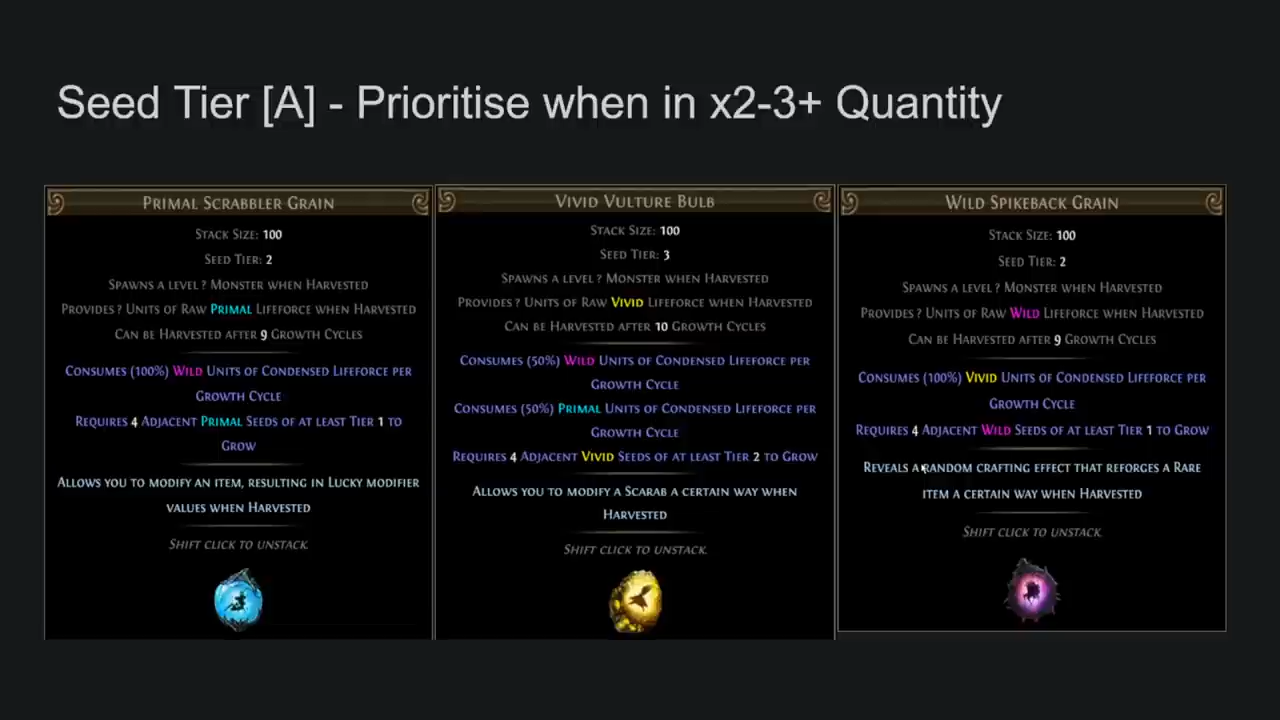 Seed Tier [A] - Prioritise when in x2-3+ Quantity
Primal Scrabbler Grain
Stack Size: 100
Seed Tier: 2
Spawns a level ? Monster when Harvested
Provides ? Units of Raw Primal Lifeforce when Harvested
Can be Harvested after 9 Growth Cycles
Consumes (100%) Wild Units of Condensed Lifeforce per
Growth Cycle
Requires 4 Adjacent Primal Seeds of at least Tier 1 to
Grow
Allows you to modify an item, resulting in Lucky modifier
values when Harvested
Shift click to unstack.
Vivid Vulture Bulb
Stack Size: 100
Seed Tier: 3
Spawns a level ? Monster when Harvested
Provides ? Units of Raw Vivid Lifeforce when Harvested
Can be Harvested after 10 Growth Cycles
Consumes (50%) Wild Units of Condensed Lifeforce per
Growth Cycle
Consumes (50%) Primal Units of Condensed Lifeforce per
Growth Cycle
Requires 4 Adjacent Vivid Seeds of at least Tier 2 to Grow
Allows you to modify a Scarab a certain way when
Harvested
Shift click to unstack.
Wild Spikeback Grain
Stack Size: 100
Seed Tier: 2
Spawns a level ? Monster when Harvested
Provides ? Units of Raw Wild Lifeforce when Harvested
Can be Harvested after 9 Growth Cycles
Consumes (100%) Vivid Units of Condensed Lifeforce per
Growth Cycle
Requires 4 Adjacent Wild Seeds of at least Tier 1 to Grow
Reveals a random crafting effect that reforges a Rare
item a certain way when Harvested
Shift click to unstack.